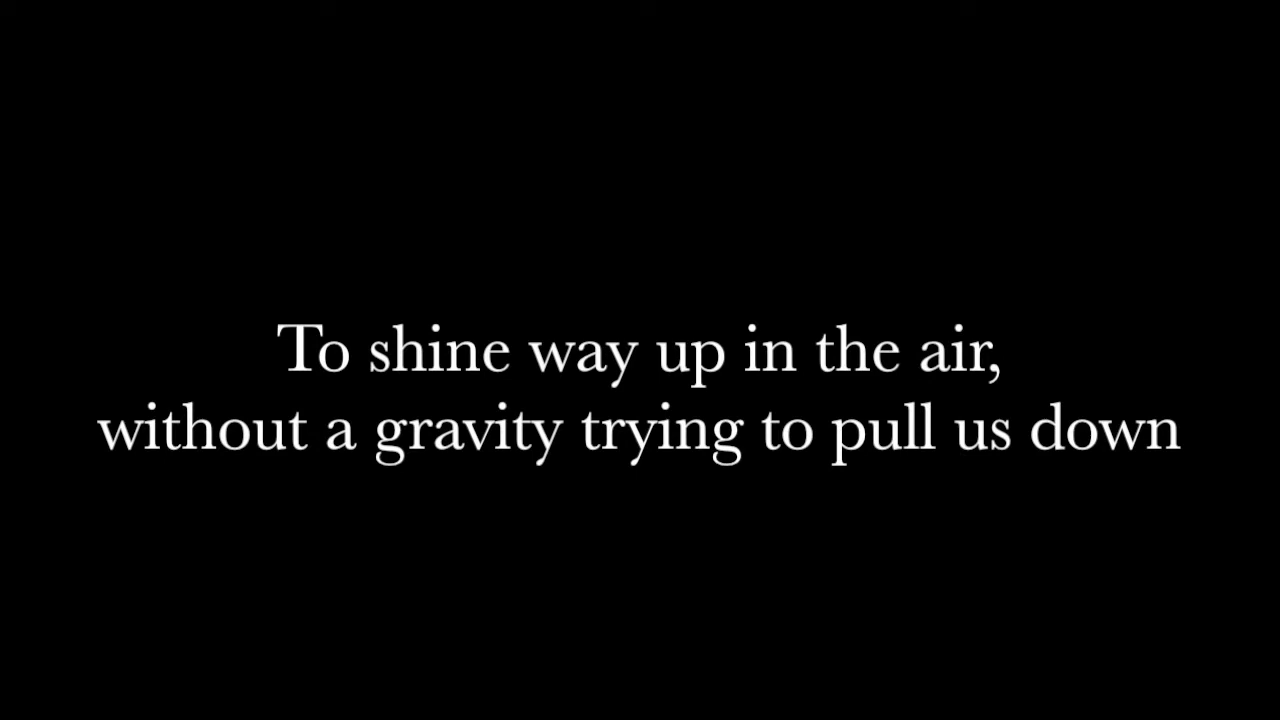 To shine way up in the air,
without a gravity trying to pull us down